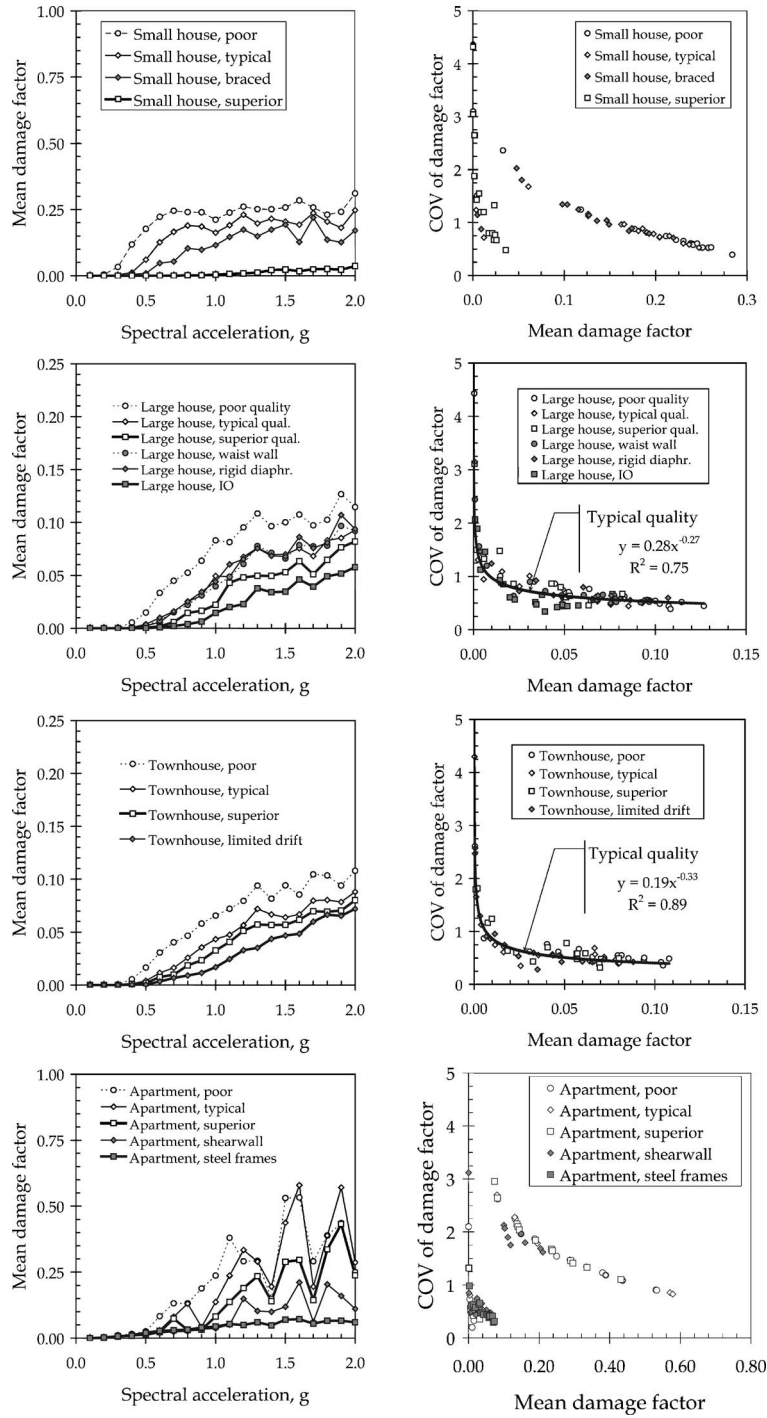 1.00
0.75
0.50
0.25
0.00
Mean damage factor
Small house, poor
Small house, typical
Small house, braced
Small house, superior
0.0 0.5 1.0 1.5 2.0
Spectral acceleration, g
5
4
3
2
1
0
COV of damage factor
Small house, poor
Small house, typical
Small house, braced
Small house, superior
0.0 0.1 0.2 0.3
Mean damage factor
0.25
0.20
0.15
0.10
0.05
0.00
Mean damage factor
Large house, poor quality
Large house, typical qual.
Large house, superior qual.
Large house, waist wall
Large house, rigid diaphr.
Large house, IO
0.0 0.5 1.0 1.5 2.0
Spectral acceleration, g
5
4
3
2
1
0
COV of damage factor
Large house, poor quality
Large house, typical qual.
Large house, superior qual.
Large house, waist wall
Large house, rigid diaphr.
Large house, IO
Typical quality
y = 0.28x^-0.27
R² = 0.75
0.00 0.05 0.10 0.15
Mean damage factor
0.25
0.20
0.15
0.10
0.05
0.00
Mean damage factor
Townhouse, poor
Townhouse, typical
Townhouse, superior
Townhouse, limited drift
0.0 0.5 1.0 1.5 2.0
Spectral acceleration, g
5
4
3
2
1
0
COV of damage factor
Townhouse, poor
Townhouse, typical
Townhouse, superior
Townhouse, limited drift
Typical quality
y = 0.19x^-0.33
R² = 0.89
0.00 0.05 0.10 0.15
Mean damage factor
1.00
0.75
0.50
0.25
0.00
Mean damage factor
Apartment, poor
Apartment, typical
Apartment, superior
Apartment, shearwall
Apartment, steel frames
0.0 0.5 1.0 1.5 2.0
Spectral acceleration, g
5
4
3
2
1
0
COV of damage factor
Apartment, poor
Apartment, typical
Apartment, superior
Apartment, shearwall
Apartment, steel frames
0.00 0.20 0.40 0.60 0.80
Mean damage factor